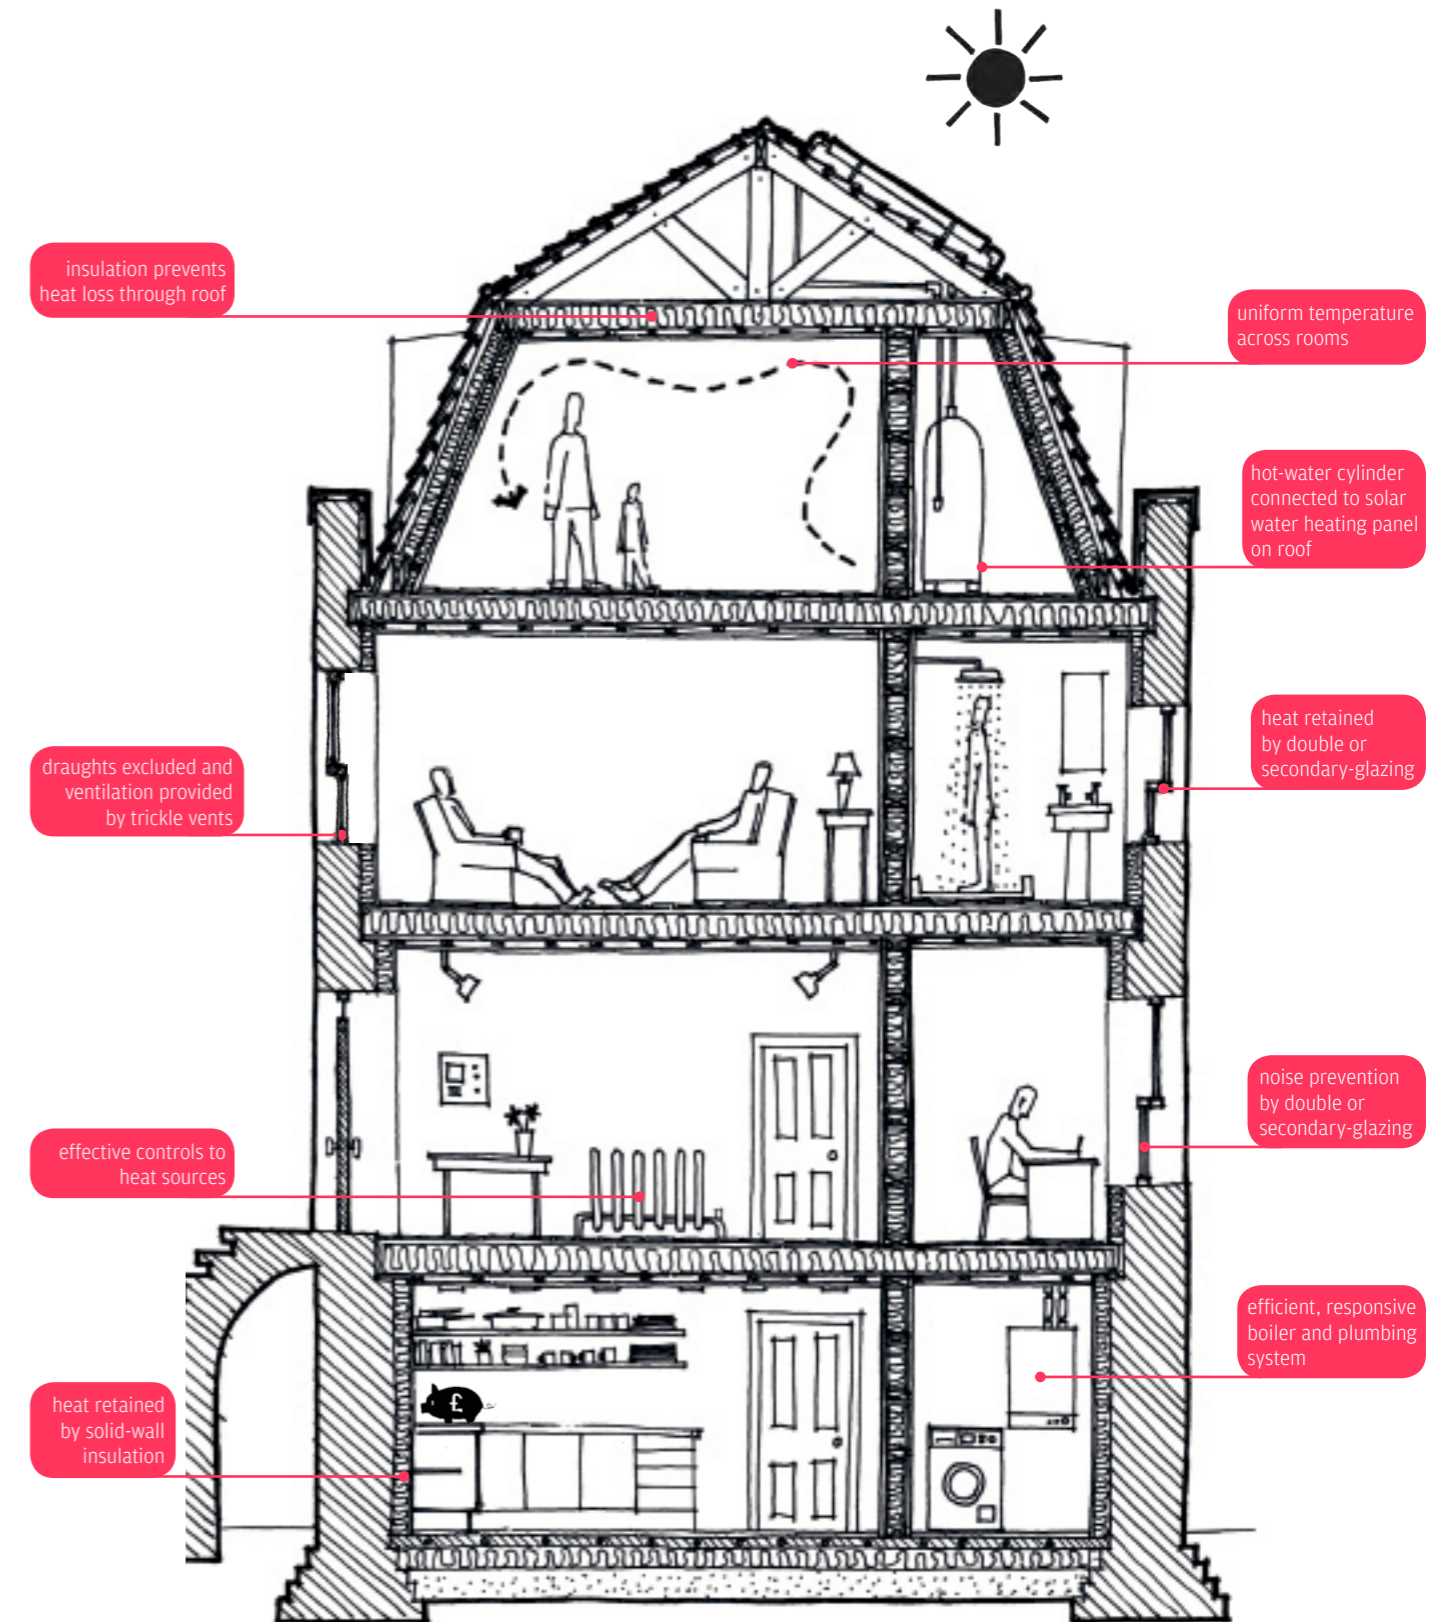 insulation prevents
heat loss through roof
uniform temperature
across rooms
hot-water cylinder
connected to solar
water heating panel
on roof
heat retained
by double or
secondary-glazing
draughts excluded and
ventilation provided
by trickle vents
noise prevention
by double or
secondary-glazing
effective controls to
heat sources
efficient, responsive
boiler and plumbing
system
heat retained
by solid-wall
insulation
£